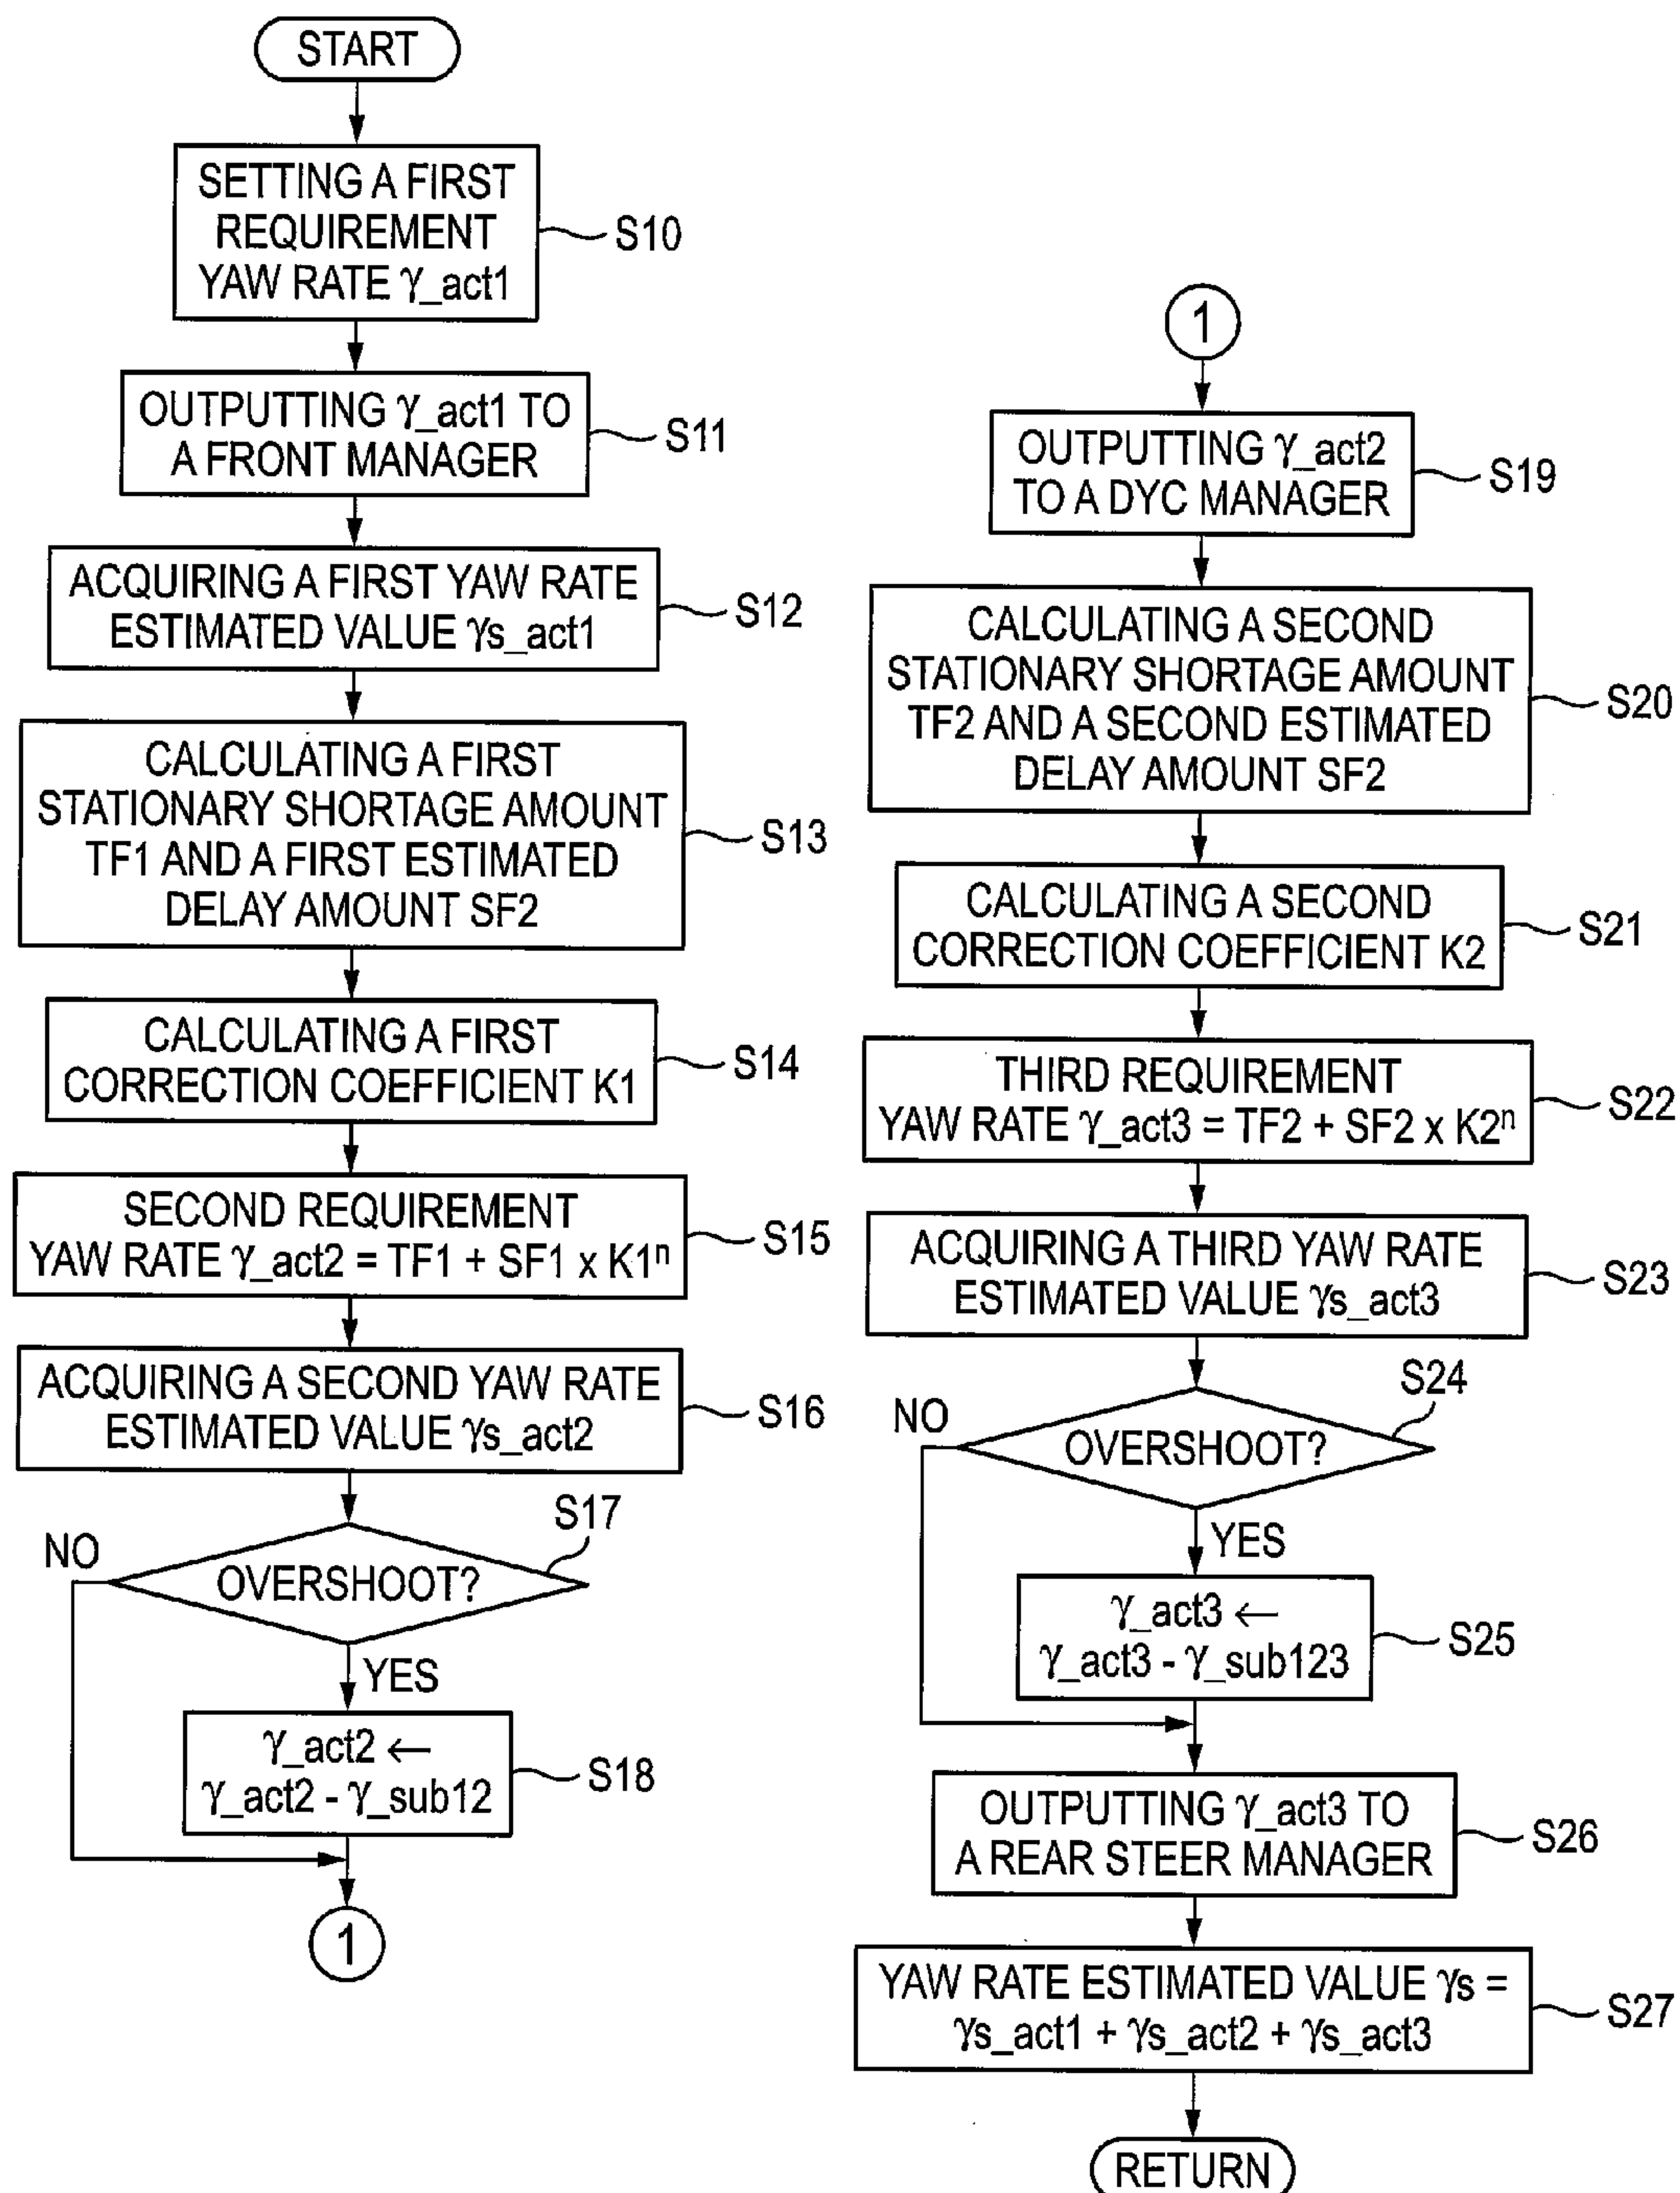 START
SETTING A FIRST
REQUIREMENT
YAW RATE γ_act1
S10
OUTPUTTING γ_act1 TO
A FRONT MANAGER
S11
ACQUIRING A FIRST YAW RATE
ESTIMATED VALUE γs_act1
S12
CALCULATING A FIRST
STATIONARY SHORTAGE AMOUNT
TF1 AND A FIRST ESTIMATED
DELAY AMOUNT SF2
S13
CALCULATING A FIRST
CORRECTION COEFFICIENT K1
S14
SECOND REQUIREMENT
YAW RATE γ_act2 = TF1 + SF1 x K1ⁿ
S15
ACQUIRING A SECOND YAW RATE
ESTIMATED VALUE γs_act2
S16
S17
NO
OVERSHOOT?
YES
γ_act2 ←
γ_act2 - γ_sub12
S18
1
1
OUTPUTTING γ_act2
TO A DYC MANAGER
S19
CALCULATING A SECOND
STATIONARY SHORTAGE AMOUNT
TF2 AND A SECOND ESTIMATED
DELAY AMOUNT SF2
S20
CALCULATING A SECOND
CORRECTION COEFFICIENT K2
S21
THIRD REQUIREMENT
YAW RATE γ_act3 = TF2 + SF2 x K2ⁿ
S22
ACQUIRING A THIRD YAW RATE
ESTIMATED VALUE γs_act3
S23
S24
NO
OVERSHOOT?
YES
γ_act3 ←
γ_act3 - γ_sub123
S25
OUTPUTTING γ_act3 TO
A REAR STEER MANAGER
S26
YAW RATE ESTIMATED VALUE γs =
γs_act1 + γs_act2 + γs_act3
S27
RETURN